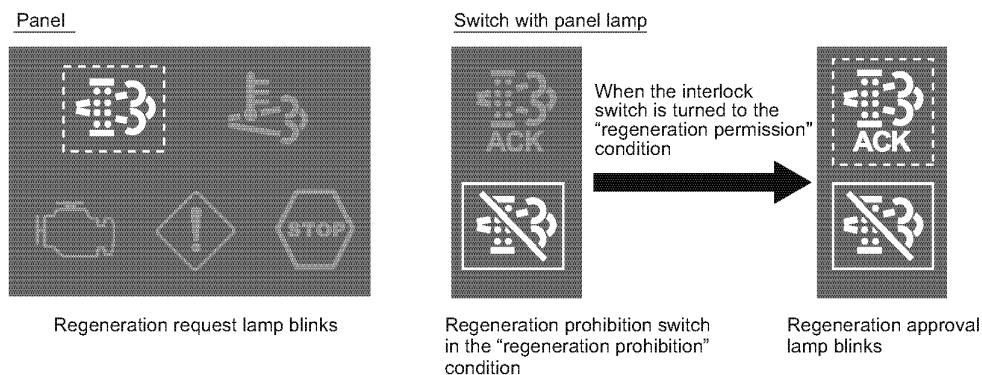 Panel
Switch with panel lamp
STOP
ACK
When the interlock
switch is turned to the
“regeneration permission”
condition
ACK
Regeneration request lamp blinks
Regeneration prohibition switch
in the “regeneration prohibition”
condition
Regeneration approval
lamp blinks